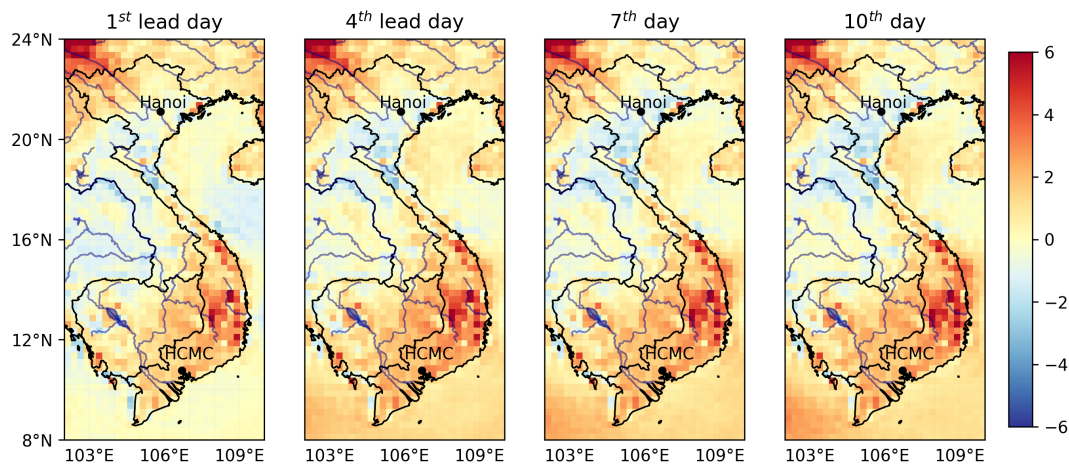 1st lead day
4th lead day
7th day
10th day
24°N
20°N
16°N
12°N
8°N
Hanoi
Hanoi
Hanoi
Hanoi
HCMC
HCMC
HCMC
HCMC
103°E 106°E 109°E
103°E 106°E 109°E
103°E 106°E 109°E
103°E 106°E 109°E
6
4
2
0
−2
−4
−6